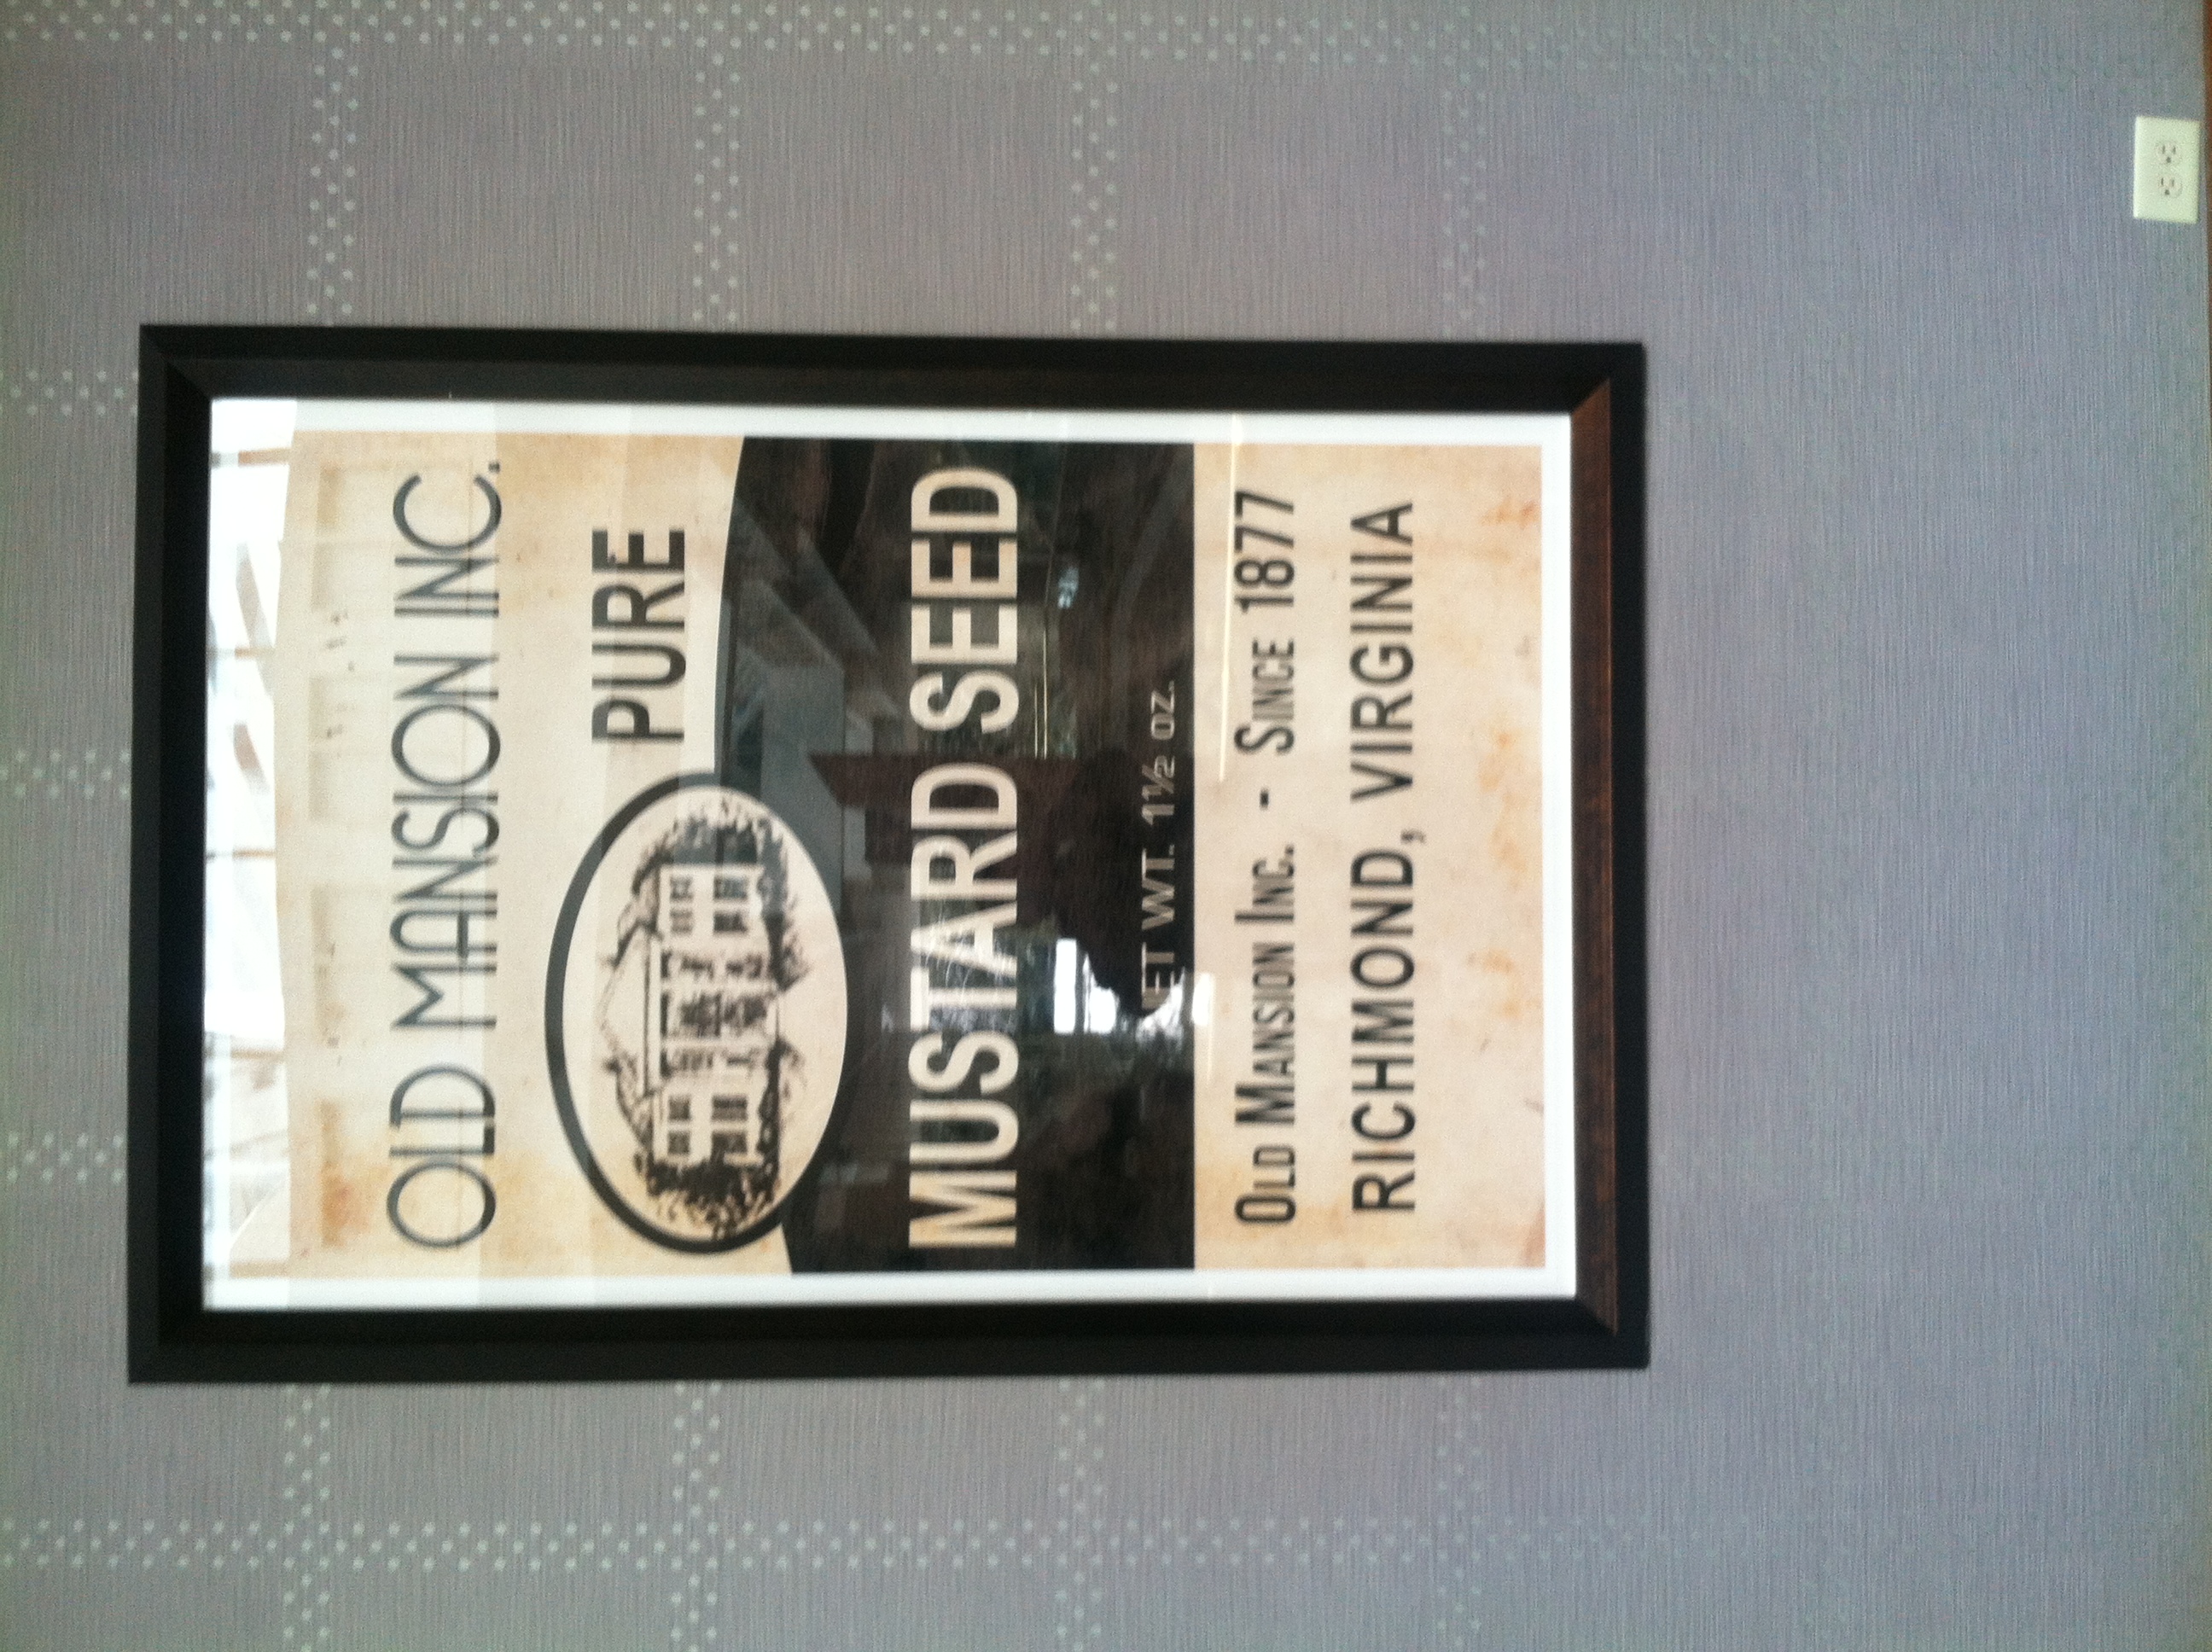 OLD MANSION INC.
PURE
MUSTARD SEED
NET WT. 1½ oz.
OLD MANSION INC. - SINCE 1877
RICHMOND, VIRGINIA